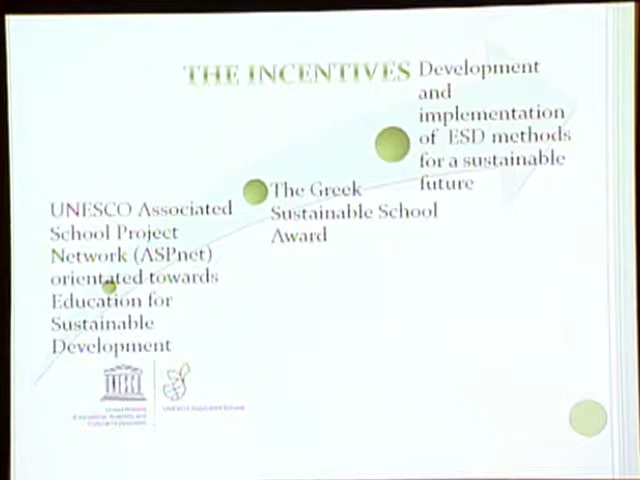 THE INCENTIVES
UNESCO Associated
School Project
Network (ASPnet)
orientated towards
Education for
Sustainable
Development
The Greek
Sustainable School
Award
Development
and
implementation
of ESD methods
for a sustainable
future